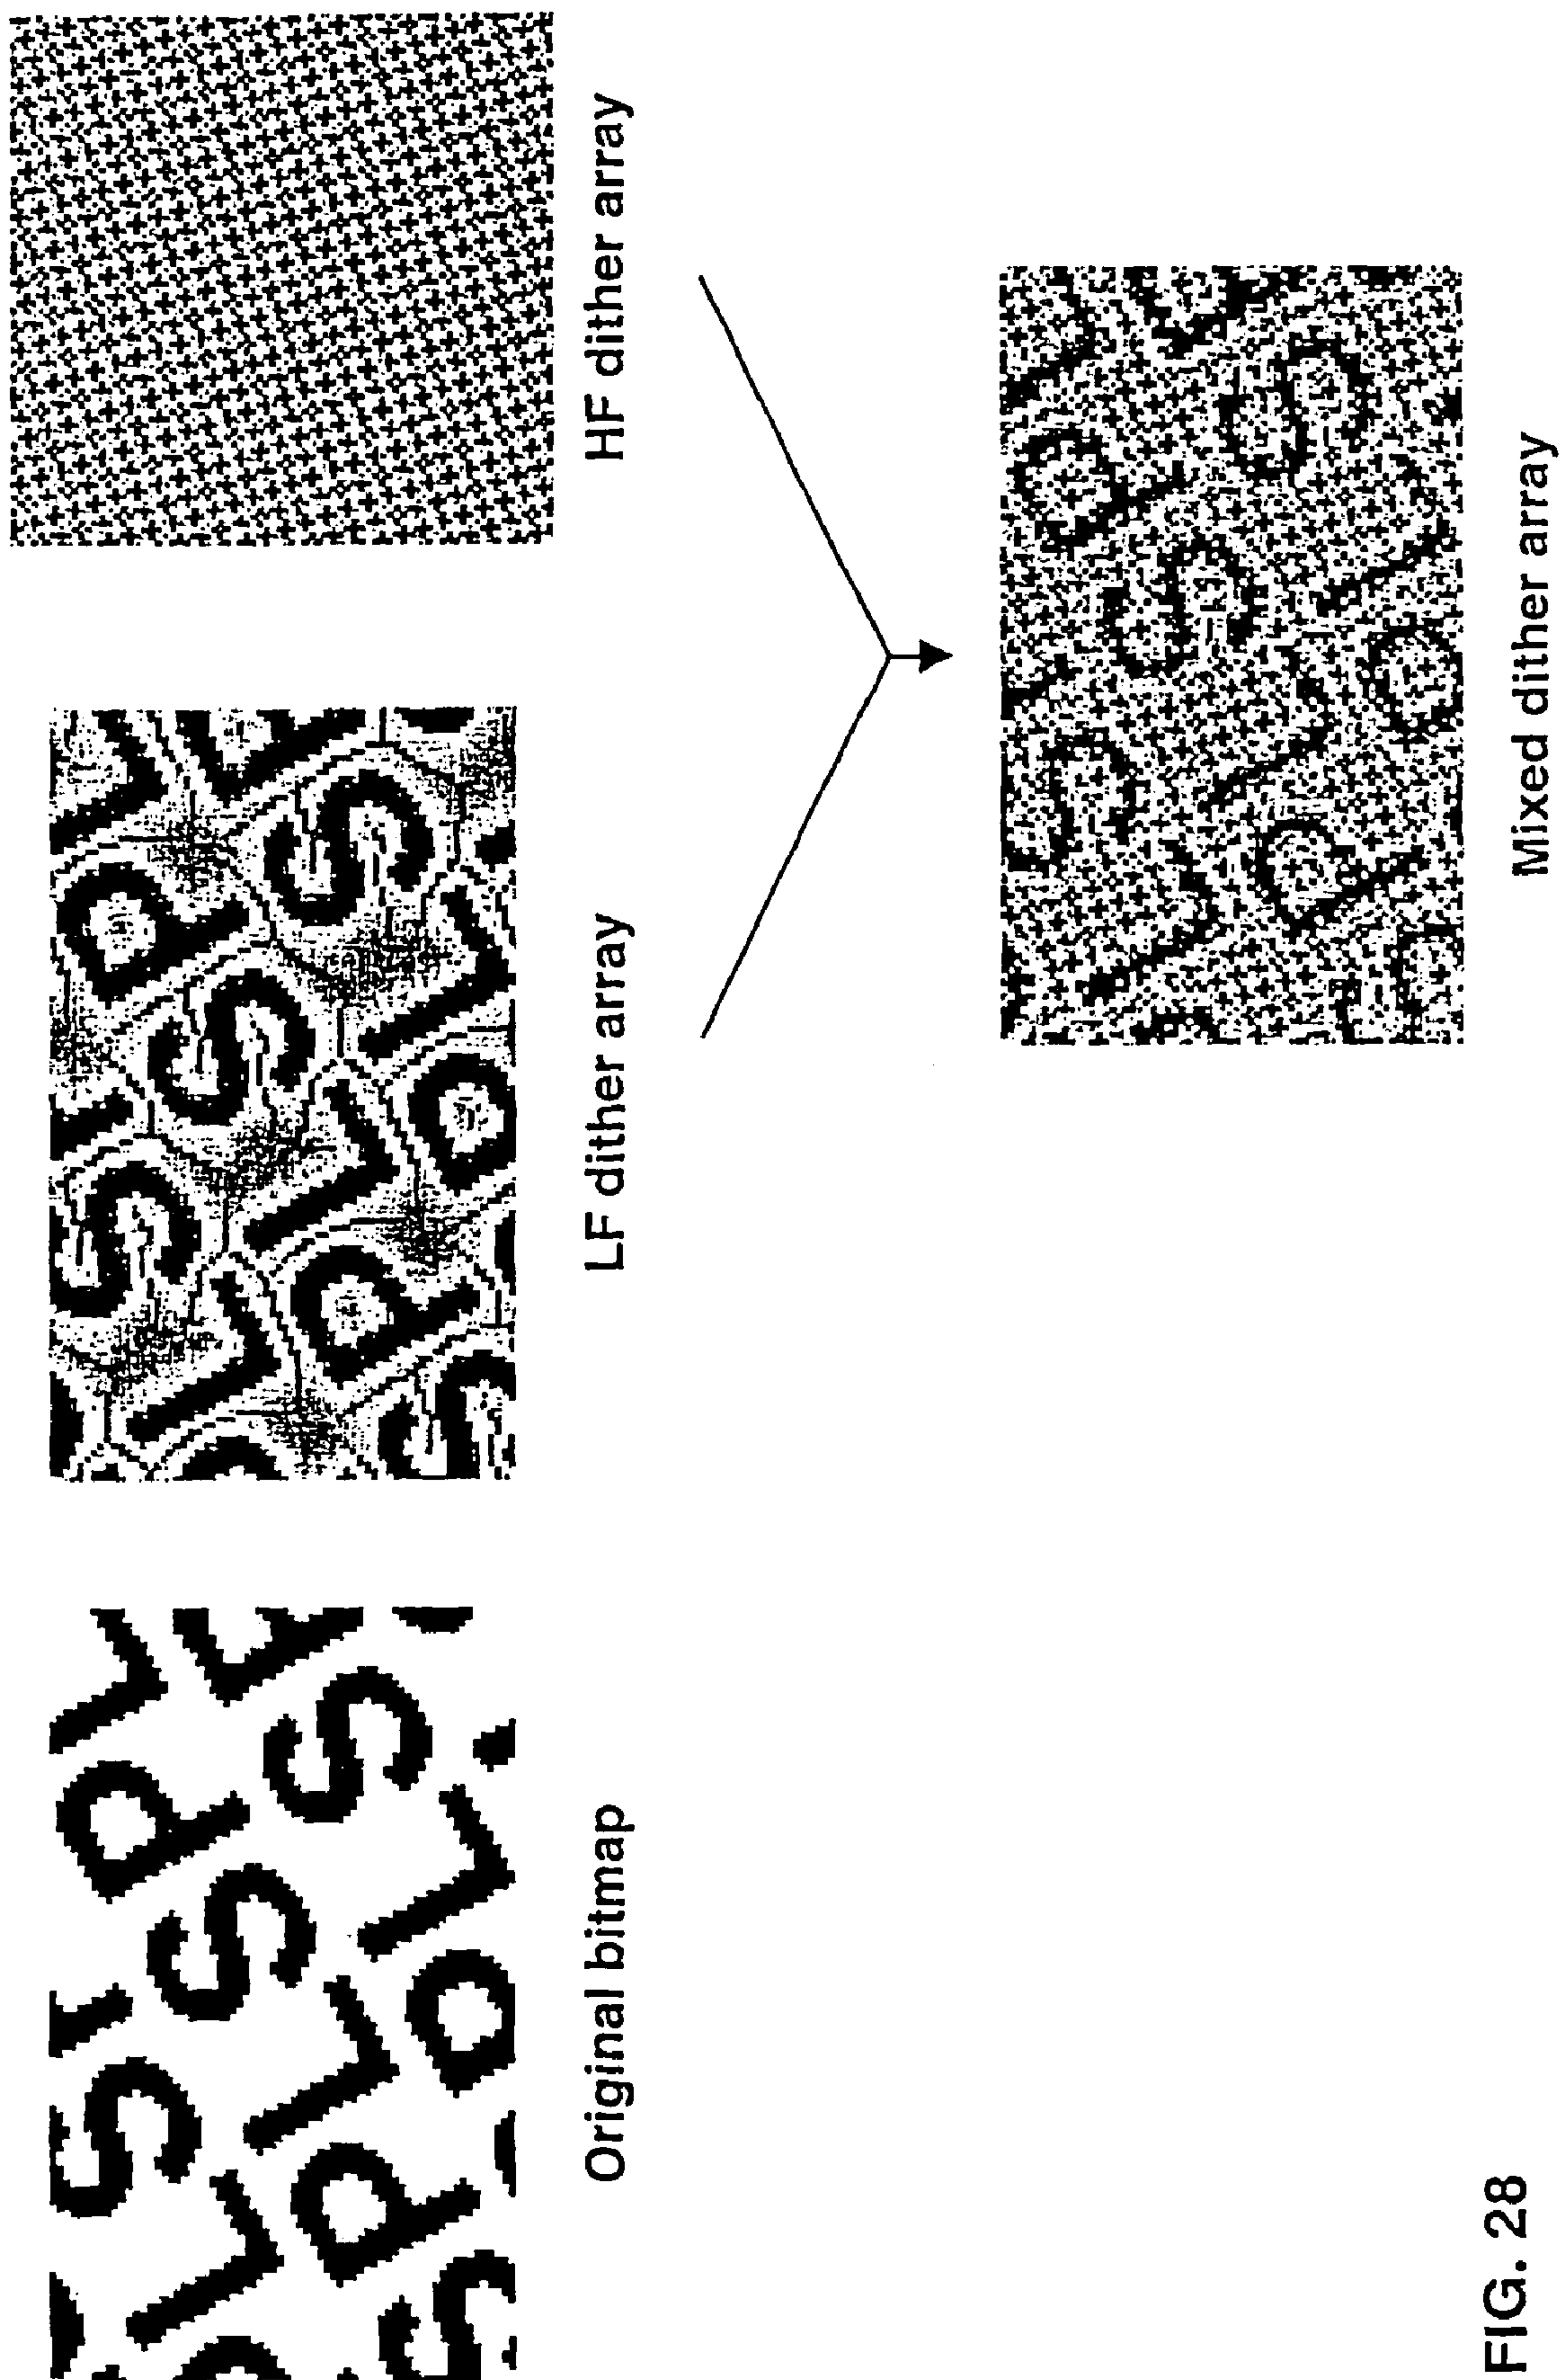 Original bitmap
LF dither array
HF dither array
Mixed dither array
FIG. 28